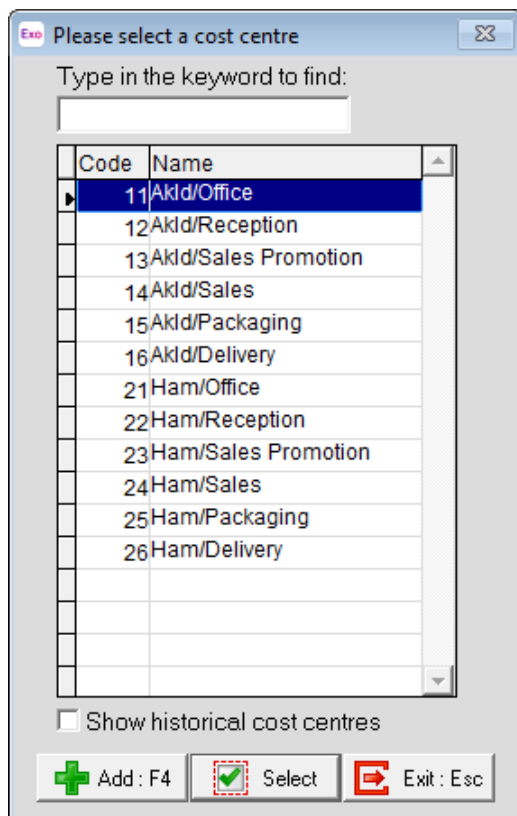 Exo Please select a cost centre
Type in the keyword to find:
Code Name
11 Akld/Office
12 Akld/Reception
13 Akld/Sales Promotion
14 Akld/Sales
15 Akld/Packaging
16 Akld/Delivery
21 Ham/Office
22 Ham/Reception
23 Ham/Sales Promotion
24 Ham/Sales
25 Ham/Packaging
26 Ham/Delivery
Show historical cost centres
Add : F4 Select Exit : Esc